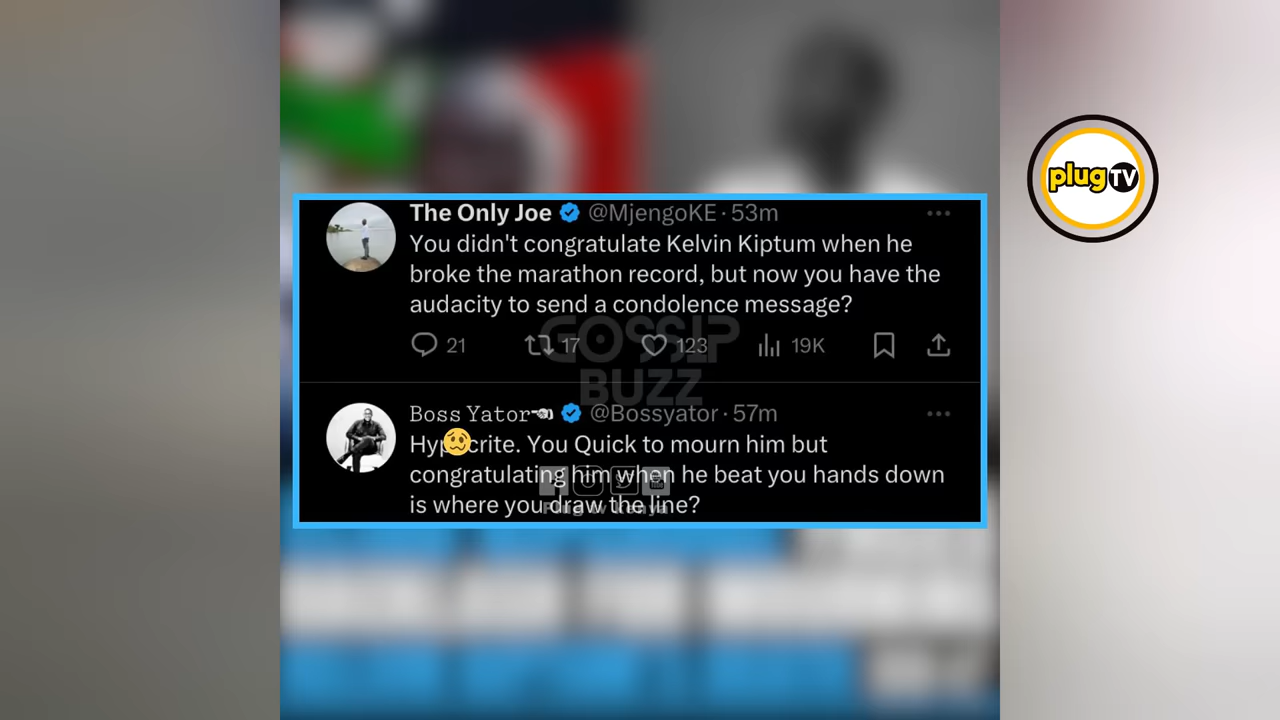 plug TV
The Only Joe @MjengoKE · 53m
You didn't congratulate Kelvin Kiptum when he
broke the marathon record, but now you have the
audacity to send a condolence message?
21 17 123 19K
GOSSIP
BUZZ
Boss Yator @Bossyator · 57m
Hypocrite. You Quick to mourn him but
congratulating him when he beat you hands down
is where you draw the line?
Plug tv Kenya